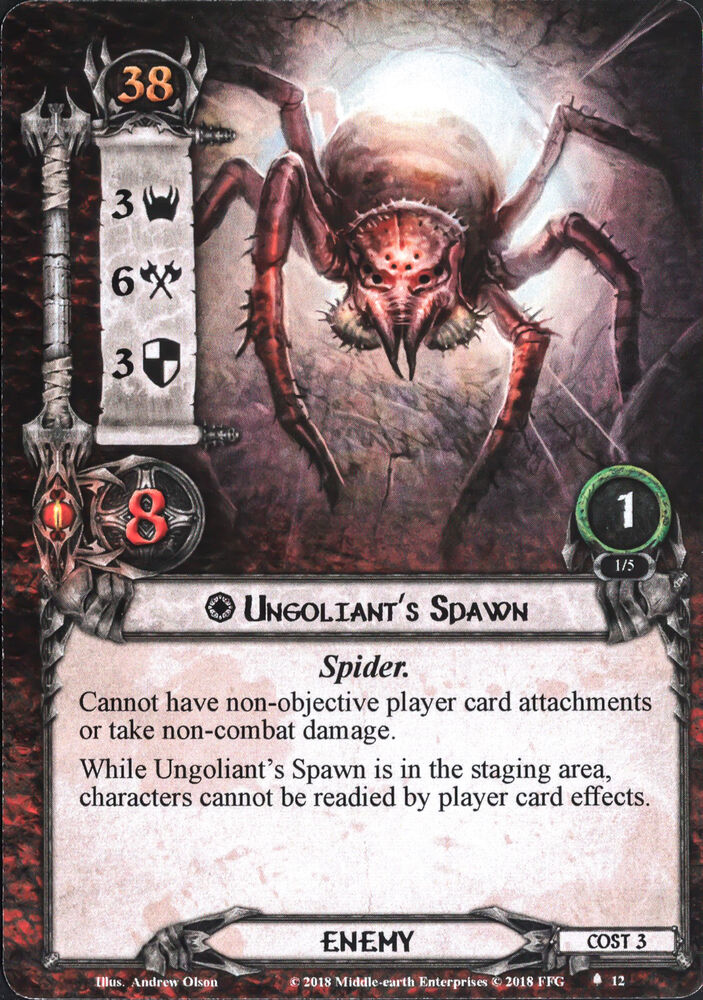 38
3
6
3
8
1
1/5
Ungoliant's Spawn
Spider.
Cannot have non-objective player card attachments
or take non-combat damage.
While Ungoliant's Spawn is in the staging area,
characters cannot be readied by player card effects.
ENEMY
COST 3
Illus. Andrew Olson © 2018 Middle-earth Enterprises © 2018 FFG 12